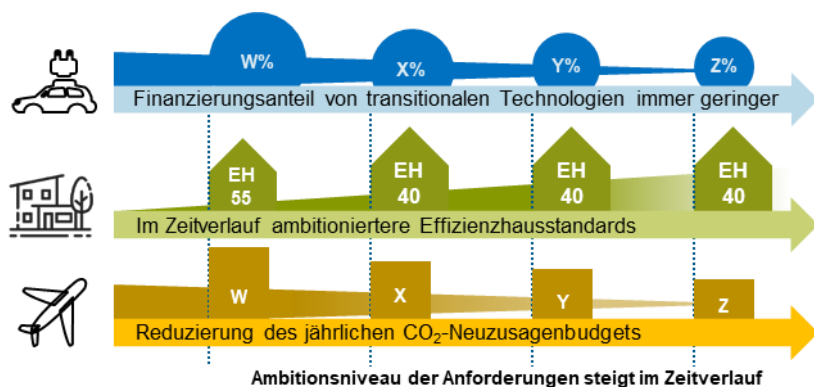 W% X% Y% Z%
Finanzierungsanteil von transitionalen Technologien immer geringer
EH 55 EH 40 EH 40 EH 40
Im Zeitverlauf ambitioniertere Effizienzhausstandards
W X Y Z
Reduzierung des jährlichen CO₂-Neuzusagenbudgets
Ambitionsniveau der Anforderungen steigt im Zeitverlauf